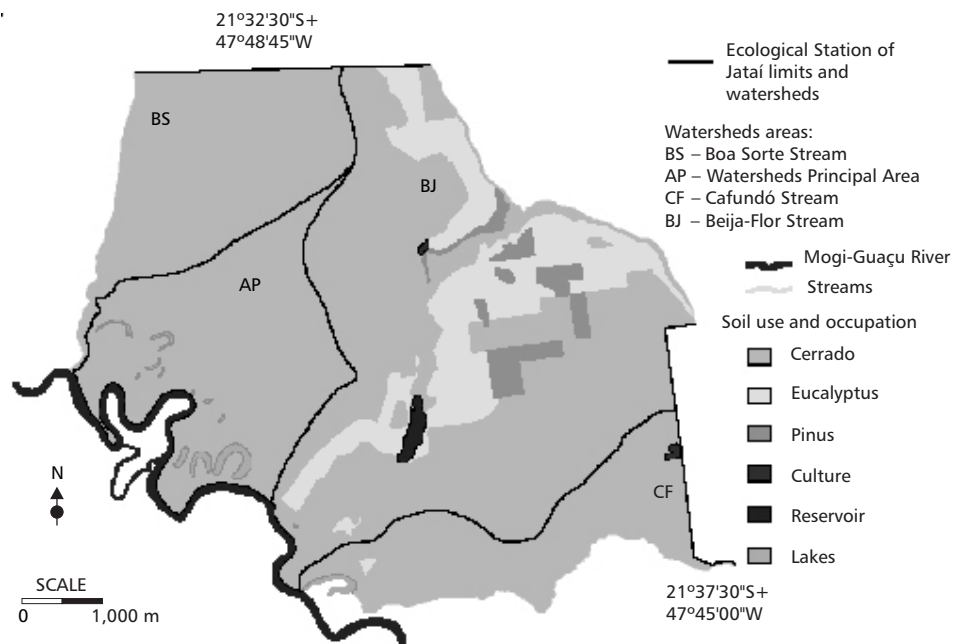 21º32'30"S+
47º48'45"W
BS
BJ
AP
CF
N
SCALE
0 1,000 m
21º37'30"S+
47º45'00"W
Ecological Station of
Jataí limits and
watersheds
Watersheds areas:
BS – Boa Sorte Stream
AP – Watersheds Principal Area
CF – Cafundó Stream
BJ – Beija-Flor Stream
Mogi-Guaçu River
Streams
Soil use and occupation
Cerrado
Eucalyptus
Pinus
Culture
Reservoir
Lakes